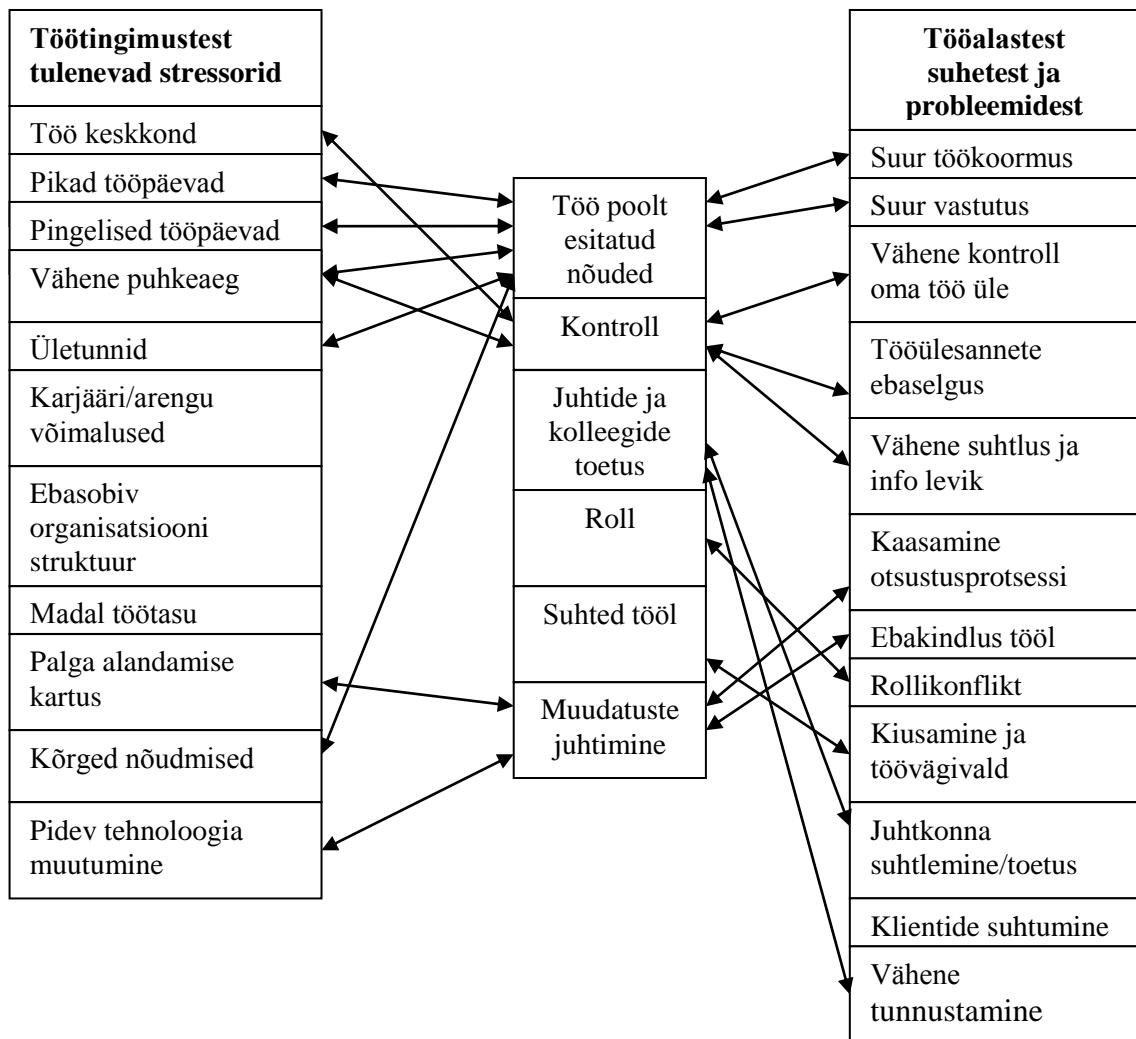 Töötingimustest
tulenevad stressorid
Töö keskkond
Pikad tööpäevad
Pingelised tööpäevad
Vähene puhkeaeg
Ületunnid
Karjääri/arengu
võimalused
Ebasobiv
organisatsiooni
struktuur
Madal töötasu
Palga alandamise
kartus
Kõrged nõudmised
Pidev tehnoloogia
muutumine
Töö poolt
esitatud
nõuded
Kontroll
Juhtide ja
kolleegide
toetus
Roll
Suhted tööl
Muudatuste
juhtimine
Tööalastest
suhetest ja
probleemidest
Suur töökoormus
Suur vastutus
Vähene kontroll
oma töö üle
Tööülesannete
ebaselgus
Vähene suhtlus ja
info levik
Kaasamine
otsustusprotsessi
Ebakindlus tööl
Rollikonflikt
Kiusamine ja
töövägivald
Juhtkonna
suhtlemine/toetus
Klientide suhtumine
Vähene
tunnustamine